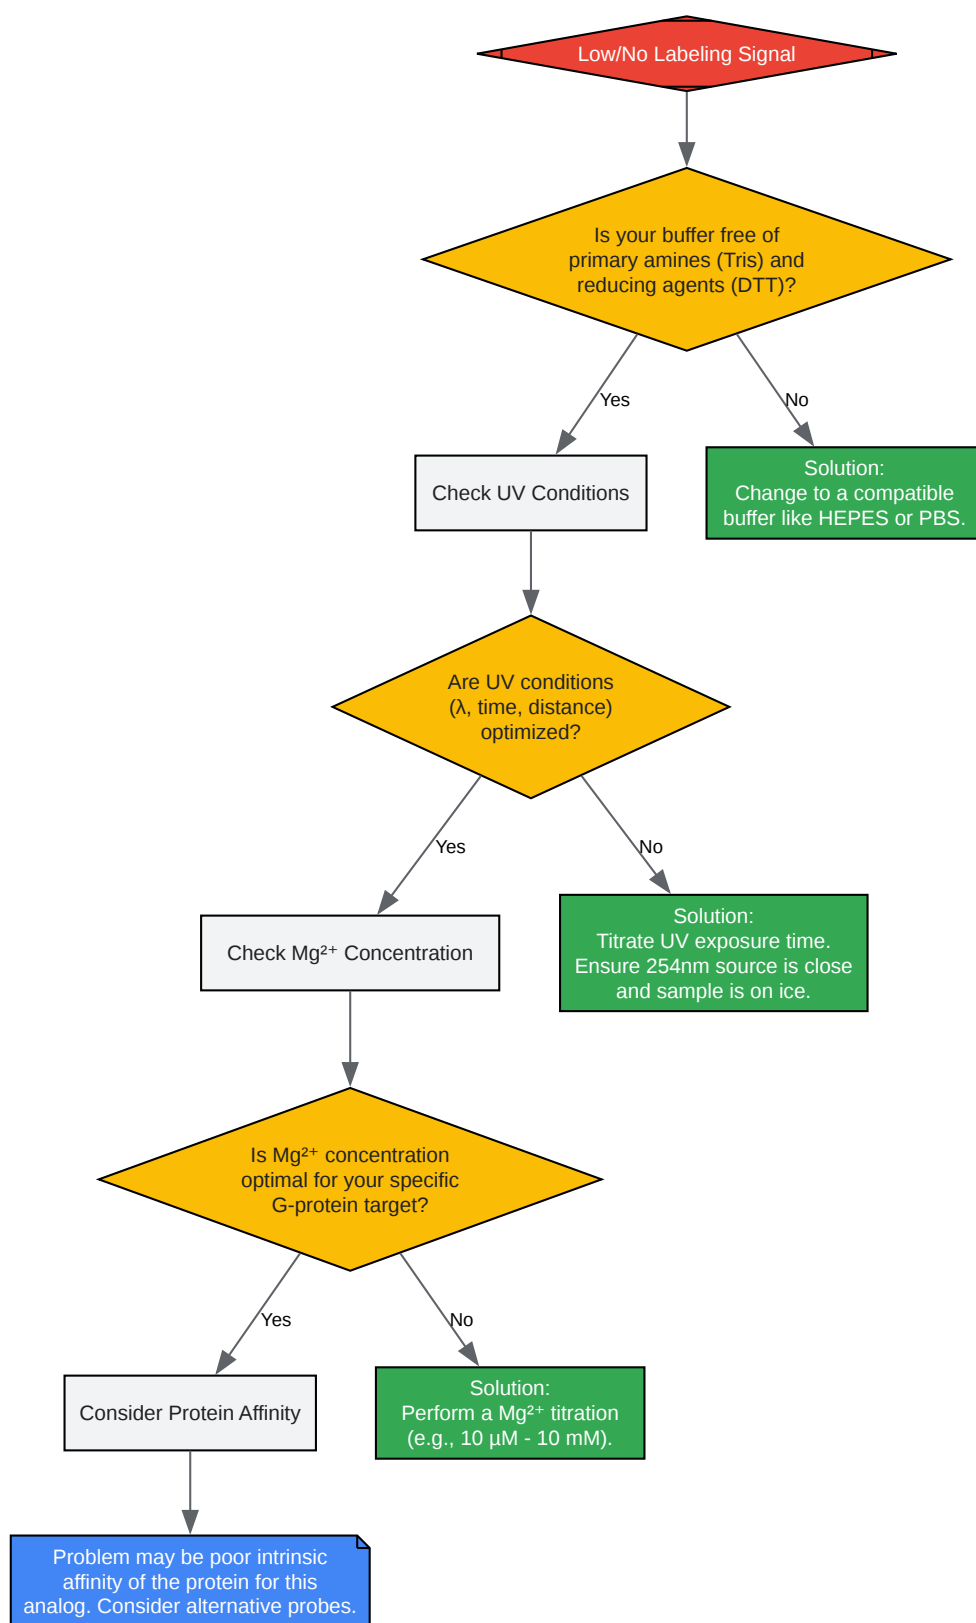 Low/No Labeling Signal
Is your buffer free of
primary amines (Tris) and
reducing agents (DTT)?
Yes
No
Check UV Conditions
Solution:
Change to a compatible
buffer like HEPES or PBS.
Are UV conditions
(λ, time, distance)
optimized?
Yes
No
Check Mg²⁺ Concentration
Solution:
Titrate UV exposure time.
Ensure 254nm source is close
and sample is on ice.
Is Mg²⁺ concentration
optimal for your specific
G-protein target?
Yes
No
Consider Protein Affinity
Solution:
Perform a Mg²⁺ titration
(e.g., 10 µM - 10 mM).
Problem may be poor intrinsic
affinity of the protein for this
analog. Consider alternative probes.